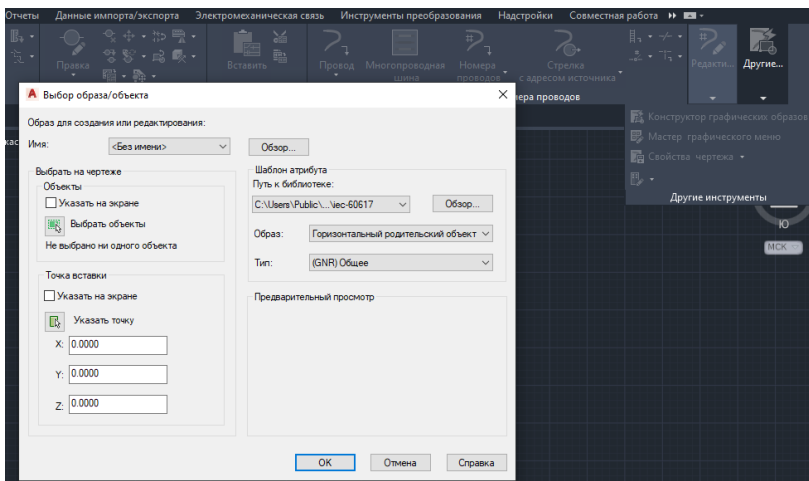 Отчеты Данные импорта/экспорта Электромеханическая связь Инструменты преобразования Надстройки Совместная работа
Правка Вставить Провод Многопроводная шина Номера проводов Стрелка с адресом источника Редакти... Другие...
мера проводов
Выбор образа/объекта
Образ для создания или редактирования:
Имя: <Без имени> Обзор...
Выбрать на чертеже
Объекты
Указать на экране
Выбрать объекты
Не выбрано ни одного объекта
Точка вставки
Указать на экране
Указать точку
X: 0.0000
Y: 0.0000
Z: 0.0000
Шаблон атрибута
Путь к библиотеке:
C:\Users\Public\...\iec-60617 Обзор...
Образ: Горизонтальный родительский объект
Тип: (GNR) Общее
Предварительный просмотр
OK Отмена Справка
Конструктор графических образов
Мастер графического меню
Свойства чертежа
Другие инструменты
Ю
МСК